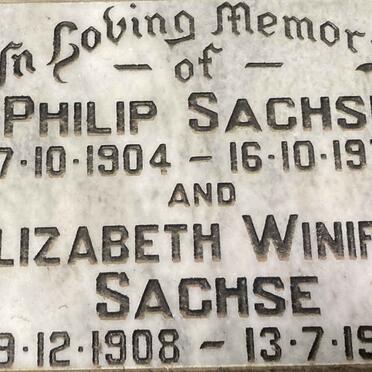 In Loving Memor
of
PHILIP SACHS
7·10·1904 – 16·10·19
AND
LIZABETH WINIF
SACHSE
9·12·1908 – 13·7·19